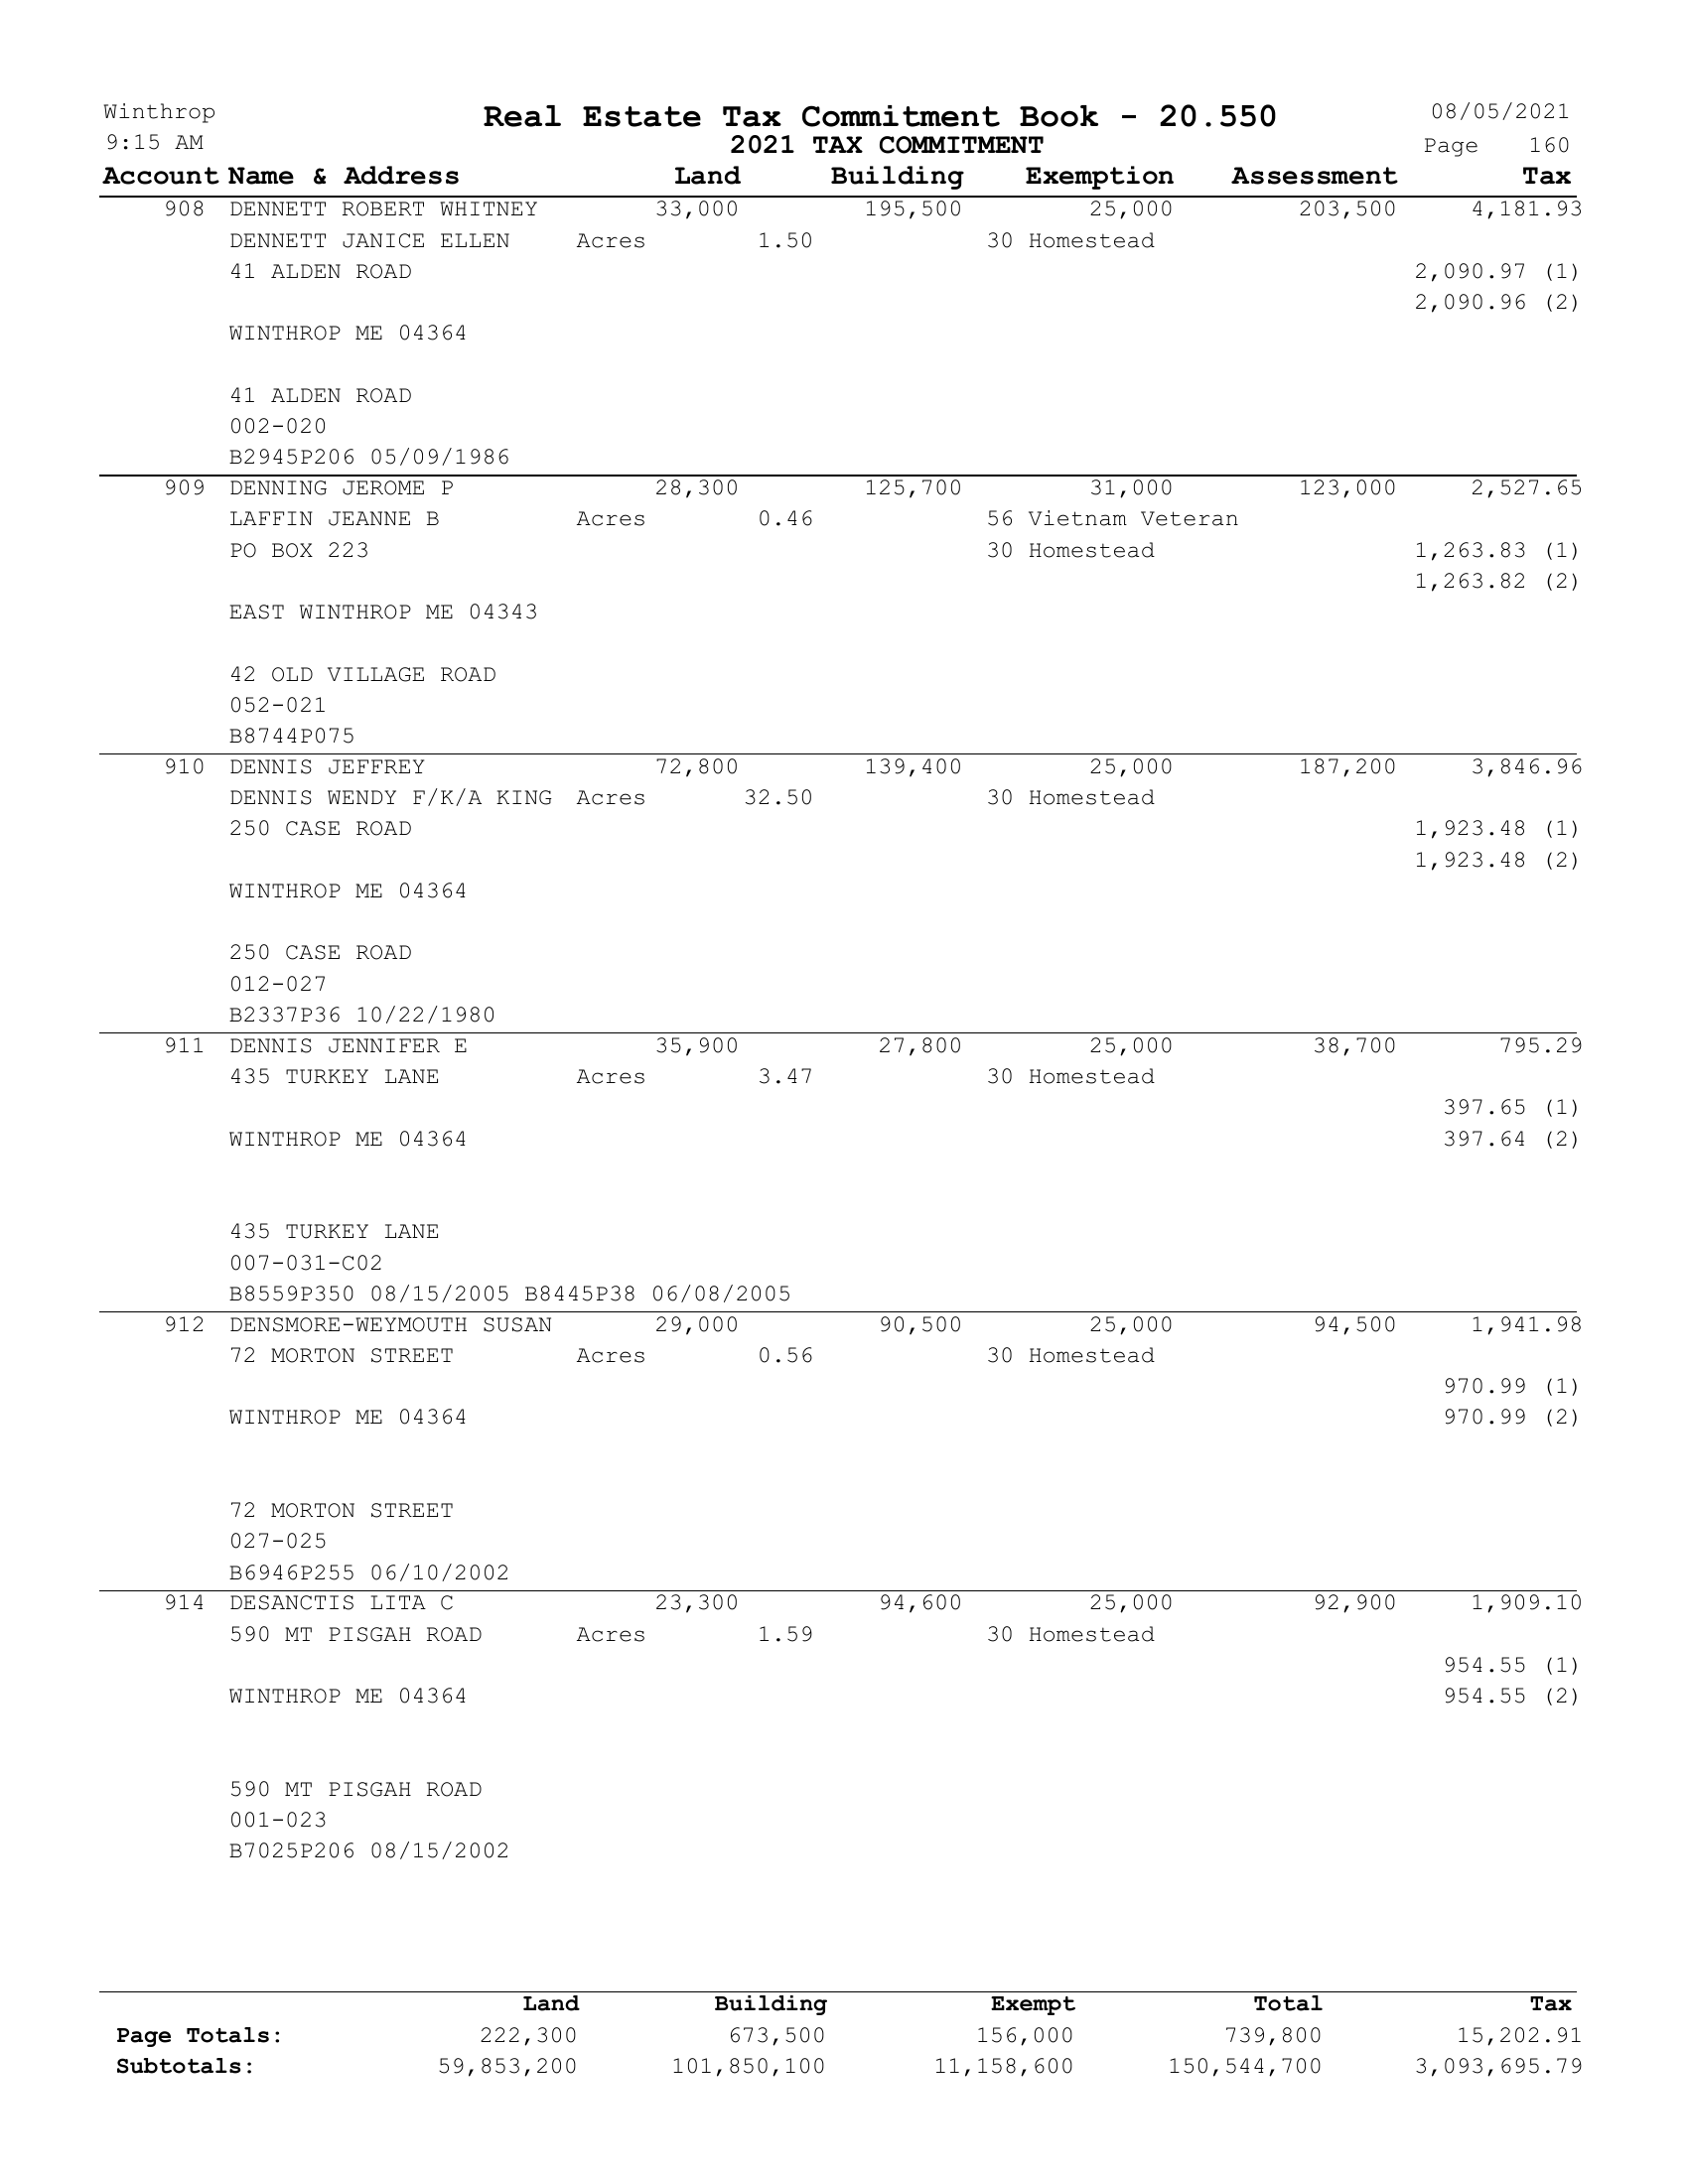 Winthrop Real Estate Tax Commitment Book - 20.550 08/05/2021
9:15 AM 2021 TAX COMMITMENT Page 160
Account Name & Address Land Building Exemption Assessment Tax
908 DENNETT ROBERT WHITNEY 33,000 195,500 25,000 203,500 4,181.93
DENNETT JANICE ELLEN Acres 1.50 30 Homestead
41 ALDEN ROAD 2,090.97 (1)
2,090.96 (2)
WINTHROP ME 04364
41 ALDEN ROAD
002-020
B2945P206 05/09/1986
909 DENNING JEROME P 28,300 125,700 31,000 123,000 2,527.65
LAFFIN JEANNE B Acres 0.46 56 Vietnam Veteran
PO BOX 223 30 Homestead 1,263.83 (1)
1,263.82 (2)
EAST WINTHROP ME 04343
42 OLD VILLAGE ROAD
052-021
B8744P075
910 DENNIS JEFFREY 72,800 139,400 25,000 187,200 3,846.96
DENNIS WENDY F/K/A KING Acres 32.50 30 Homestead
250 CASE ROAD 1,923.48 (1)
1,923.48 (2)
WINTHROP ME 04364
250 CASE ROAD
012-027
B2337P36 10/22/1980
911 DENNIS JENNIFER E 35,900 27,800 25,000 38,700 795.29
435 TURKEY LANE Acres 3.47 30 Homestead
397.65 (1)
WINTHROP ME 04364 397.64 (2)
435 TURKEY LANE
007-031-C02
B8559P350 08/15/2005 B8445P38 06/08/2005
912 DENSMORE-WEYMOUTH SUSAN 29,000 90,500 25,000 94,500 1,941.98
72 MORTON STREET Acres 0.56 30 Homestead
970.99 (1)
WINTHROP ME 04364 970.99 (2)
72 MORTON STREET
027-025
B6946P255 06/10/2002
914 DESANCTIS LITA C 23,300 94,600 25,000 92,900 1,909.10
590 MT PISGAH ROAD Acres 1.59 30 Homestead
954.55 (1)
WINTHROP ME 04364 954.55 (2)
590 MT PISGAH ROAD
001-023
B7025P206 08/15/2002
Land Building Exempt Total Tax
Page Totals: 222,300 673,500 156,000 739,800 15,202.91
Subtotals: 59,853,200 101,850,100 11,158,600 150,544,700 3,093,695.79